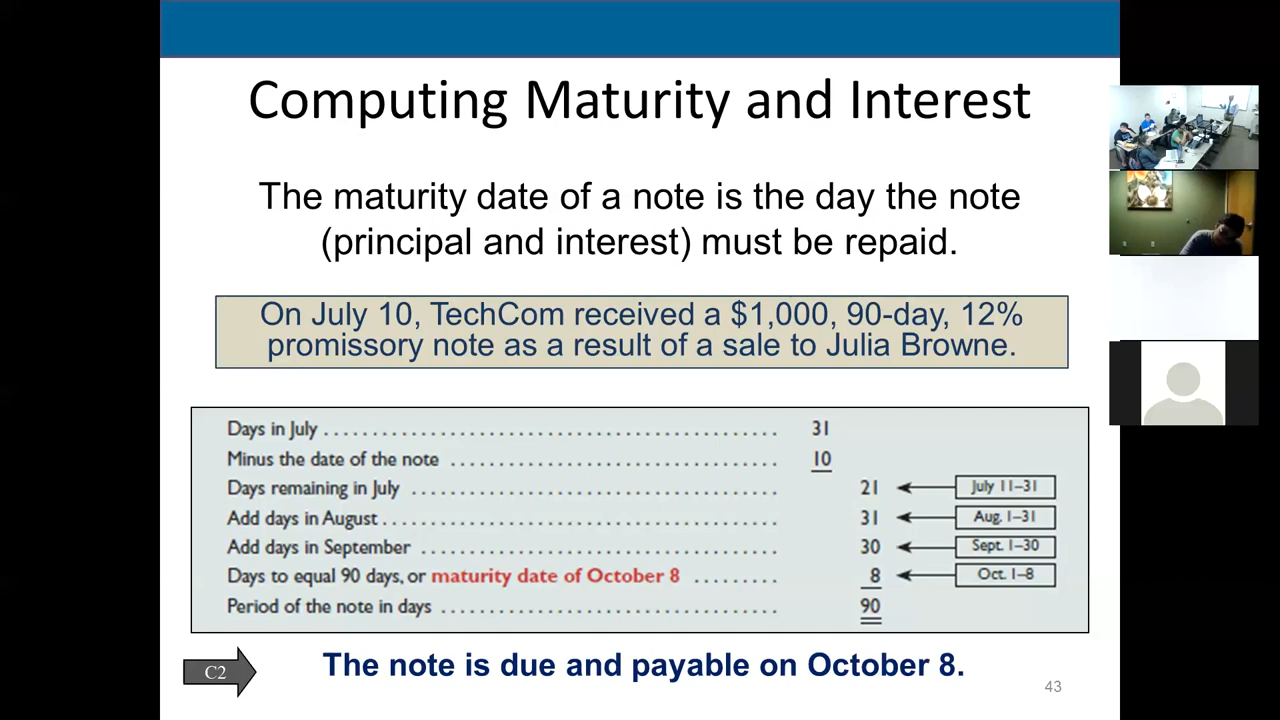 Computing Maturity and Interest
The maturity date of a note is the day the note
(principal and interest) must be repaid.
On July 10, TechCom received a $1,000, 90-day, 12%
promissory note as a result of a sale to Julia Browne.
Days in July ................................................ 31
Minus the date of the note .................................. 10
Days remaining in July ...................................... 21 July 11–31
Add days in August .......................................... 31 Aug. 1–31
Add days in September ....................................... 30 Sept. 1–30
Days to equal 90 days, or maturity date of October 8 ......... 8 Oct. 1–8
Period of the note in days .................................. 90
C2
The note is due and payable on October 8.
43